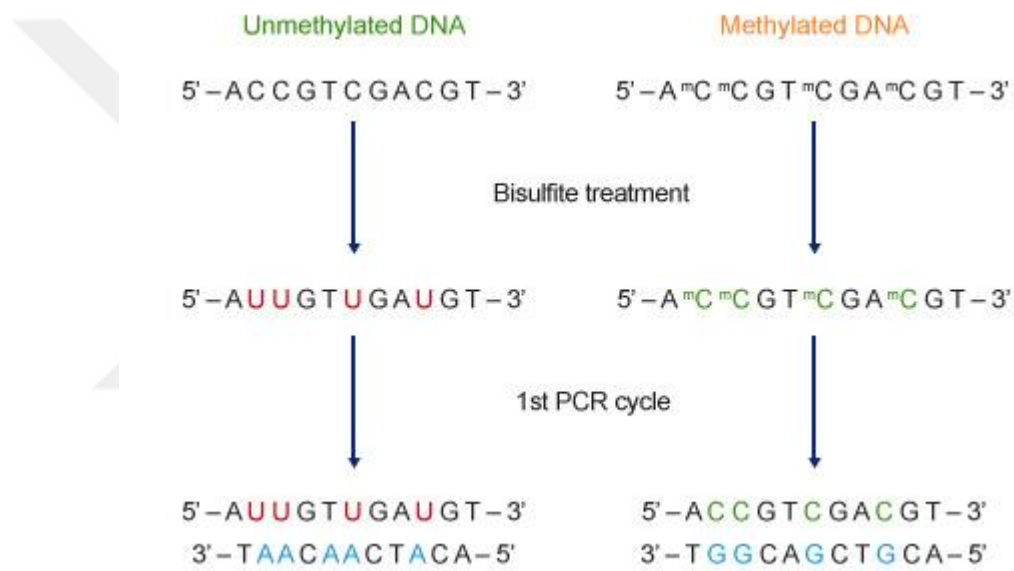 Unmethylated DNA Methylated DNA
5'–ACCGTCGACGT–3' 5'–AᵐCᵐCGTᵐCGAᵐCGT–3'
Bisulfite treatment
5'–AUUGTUGAUGT–3' 5'–AᵐCᵐCGTᵐCGAᵐCGT–3'
1st PCR cycle
5'–AUUGTUGAUGT–3' 5'–ACCGTCGACGT–3'
3'–TAACAACTACA–5' 3'–TGGCAGCTGCA–5'